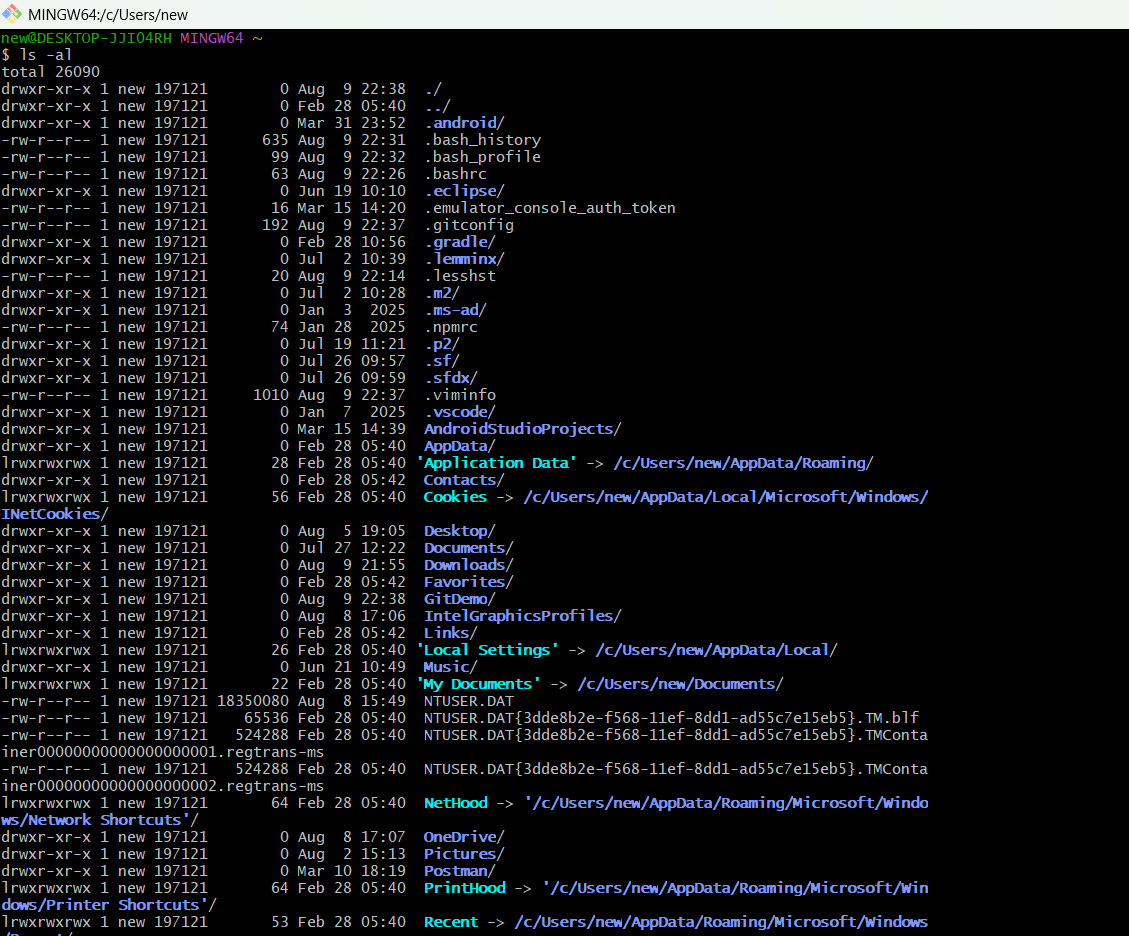 MINGW64:/c/Users/new
new@DESKTOP-JJIO4RH MINGW64 ~
$ ls -al
total 26090
drwxr-xr-x 1 new 197121        0 Aug  9 22:38  ./
drwxr-xr-x 1 new 197121        0 Feb 28 05:40  ../
drwxr-xr-x 1 new 197121        0 Mar 31 23:52  .android/
-rw-r--r-- 1 new 197121      635 Aug  9 22:31  .bash_history
-rw-r--r-- 1 new 197121       99 Aug  9 22:32  .bash_profile
-rw-r--r-- 1 new 197121       63 Aug  9 22:26  .bashrc
drwxr-xr-x 1 new 197121        0 Jun 19 10:10  .eclipse/
-rw-r--r-- 1 new 197121       16 Mar 15 14:20  .emulator_console_auth_token
-rw-r--r-- 1 new 197121      192 Aug  9 22:37  .gitconfig
drwxr-xr-x 1 new 197121        0 Feb 28 10:56  .gradle/
drwxr-xr-x 1 new 197121        0 Jul  2 10:39  .lemminx/
-rw-r--r-- 1 new 197121       20 Aug  9 22:14  .lesshst
drwxr-xr-x 1 new 197121        0 Jul  2 10:28  .m2/
drwxr-xr-x 1 new 197121        0 Jan  3  2025  .ms-ad/
-rw-r--r-- 1 new 197121       74 Jan 28  2025  .npmrc
drwxr-xr-x 1 new 197121        0 Jul 19 11:21  .p2/
drwxr-xr-x 1 new 197121        0 Jul 26 09:57  .sf/
drwxr-xr-x 1 new 197121        0 Jul 26 09:59  .sfdx/
-rw-r--r-- 1 new 197121     1010 Aug  9 22:37  .viminfo
drwxr-xr-x 1 new 197121        0 Jan  7  2025  .vscode/
drwxr-xr-x 1 new 197121        0 Mar 15 14:39  AndroidStudioProjects/
drwxr-xr-x 1 new 197121        0 Feb 28 05:40  AppData/
lrwxrwxrwx 1 new 197121       28 Feb 28 05:40 'Application Data' -> /c/Users/new/AppData/Roaming/
drwxr-xr-x 1 new 197121        0 Feb 28 05:42  Contacts/
lrwxrwxrwx 1 new 197121       56 Feb 28 05:40  Cookies -> /c/Users/new/AppData/Local/Microsoft/Windows/
INetCookies/
drwxr-xr-x 1 new 197121        0 Aug  5 19:05  Desktop/
drwxr-xr-x 1 new 197121        0 Jul 27 12:22  Documents/
drwxr-xr-x 1 new 197121        0 Aug  9 21:55  Downloads/
drwxr-xr-x 1 new 197121        0 Feb 28 05:42  Favorites/
drwxr-xr-x 1 new 197121        0 Aug  9 22:38  GitDemo/
drwxr-xr-x 1 new 197121        0 Aug  8 17:06  IntelGraphicsProfiles/
drwxr-xr-x 1 new 197121        0 Feb 28 05:42  Links/
lrwxrwxrwx 1 new 197121       26 Feb 28 05:40 'Local Settings' -> /c/Users/new/AppData/Local/
drwxr-xr-x 1 new 197121        0 Jun 21 10:49  Music/
lrwxrwxrwx 1 new 197121       22 Feb 28 05:40 'My Documents' -> /c/Users/new/Documents/
-rw-r--r-- 1 new 197121 18350080 Aug  8 15:49  NTUSER.DAT
-rw-r--r-- 1 new 197121    65536 Feb 28 05:40  NTUSER.DAT{3dde8b2e-f568-11ef-8dd1-ad55c7e15eb5}.TM.blf
-rw-r--r-- 1 new 197121   524288 Feb 28 05:40  NTUSER.DAT{3dde8b2e-f568-11ef-8dd1-ad55c7e15eb5}.TMConta
iner00000000000000000001.regtrans-ms
-rw-r--r-- 1 new 197121   524288 Feb 28 05:40  NTUSER.DAT{3dde8b2e-f568-11ef-8dd1-ad55c7e15eb5}.TMConta
iner00000000000000000002.regtrans-ms
lrwxrwxrwx 1 new 197121       64 Feb 28 05:40  NetHood -> '/c/Users/new/AppData/Roaming/Microsoft/Windo
ws/Network Shortcuts'/
drwxr-xr-x 1 new 197121        0 Aug  8 17:07  OneDrive/
drwxr-xr-x 1 new 197121        0 Aug  2 15:13  Pictures/
drwxr-xr-x 1 new 197121        0 Mar 10 18:19  Postman/
lrwxrwxrwx 1 new 197121       64 Feb 28 05:40  PrintHood -> '/c/Users/new/AppData/Roaming/Microsoft/Win
dows/Printer Shortcuts'/
lrwxrwxrwx 1 new 197121       53 Feb 28 05:40  Recent -> /c/Users/new/AppData/Roaming/Microsoft/Windows